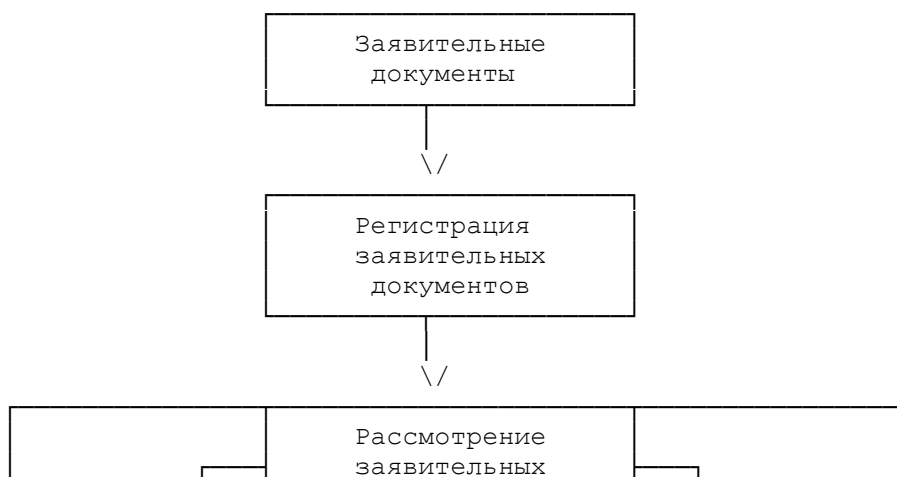 Заявительные
документы
\/
Регистрация
заявительных
документов
\/
Рассмотрение
заявительных